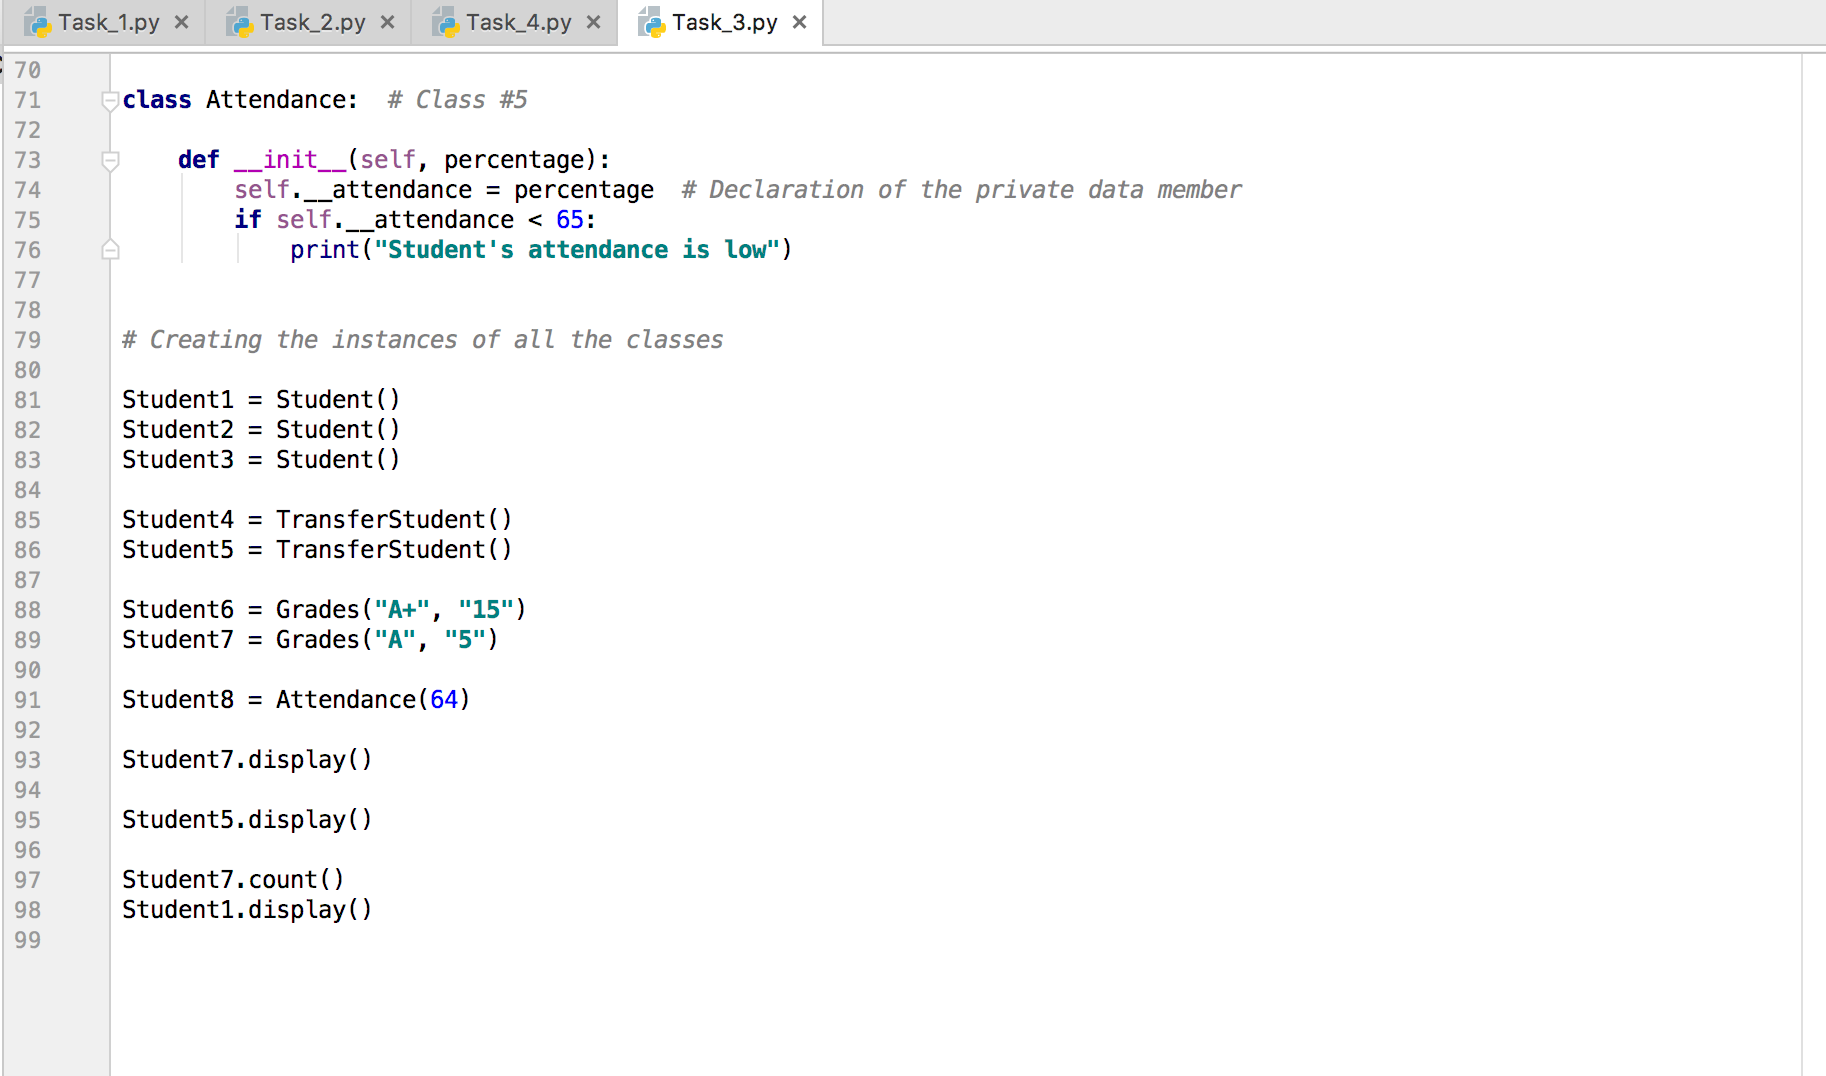 Task_1.py × Task_2.py × Task_4.py × Task_3.py ×
70
71 class Attendance:  # Class #5
72
73     def __init__(self, percentage):
74         self.__attendance = percentage  # Declaration of the private data member
75         if self.__attendance < 65:
76             print("Student's attendance is low")
77
78
79 # Creating the instances of all the classes
80
81 Student1 = Student()
82 Student2 = Student()
83 Student3 = Student()
84
85 Student4 = TransferStudent()
86 Student5 = TransferStudent()
87
88 Student6 = Grades("A+", "15")
89 Student7 = Grades("A", "5")
90
91 Student8 = Attendance(64)
92
93 Student7.display()
94
95 Student5.display()
96
97 Student7.count()
98 Student1.display()
99